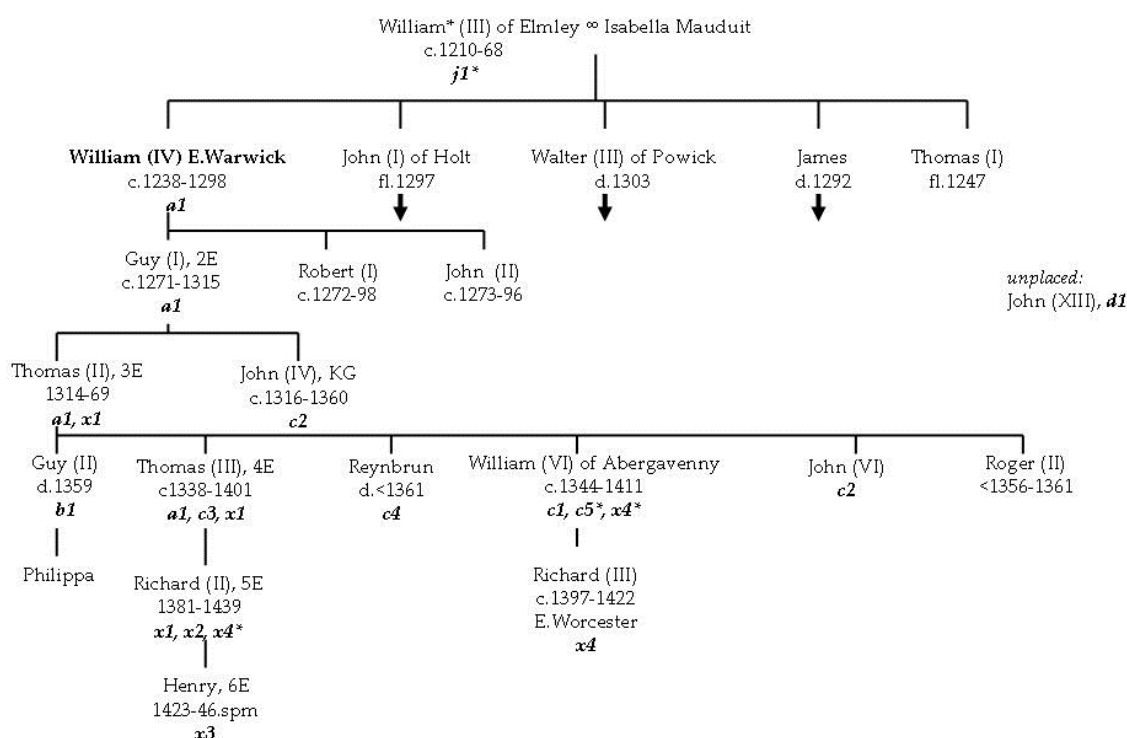 William* (III) of Elmley ∞ Isabella Mauduit
c.1210-68
j1*
William (IV) E.Warwick
c.1238-1298
a1
John (I) of Holt
fl.1297
Walter (III) of Powick
d.1303
James
d.1292
Thomas (I)
fl.1247
Guy (I), 2E
c.1271-1315
a1
Robert (I)
c.1272-98
John (II)
c.1273-96
unplaced:
John (XIII), d1
Thomas (II), 3E
1314-69
a1, x1
John (IV), KG
c.1316-1360
c2
Guy (II)
d.1359
b1
Thomas (III), 4E
c1338-1401
a1, c3, x1
Reynbrun
d.<1361
c4
William (VI) of Abergavenny
c.1344-1411
c1, c5*, x4*
John (VI)
c2
Roger (II)
<1356-1361
Philippa
Richard (II), 5E
1381-1439
x1, x2, x4*
Richard (III)
c.1397-1422
E.Worcester
x4
Henry, 6E
1423-46.spm
x3